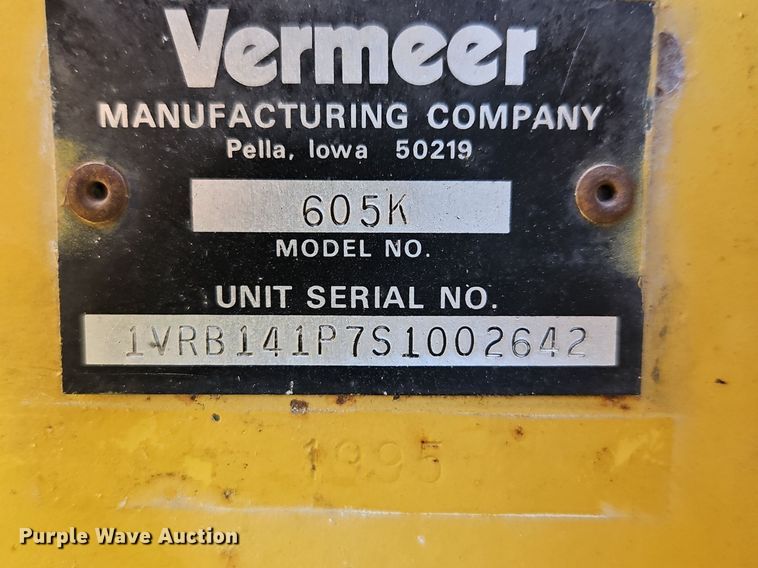 Vermeer
MANUFACTURING COMPANY
Pella, Iowa 50219
605K
MODEL NO.
UNIT SERIAL NO.
1VRB141P7S1002642
1995
Purple Wave Auction